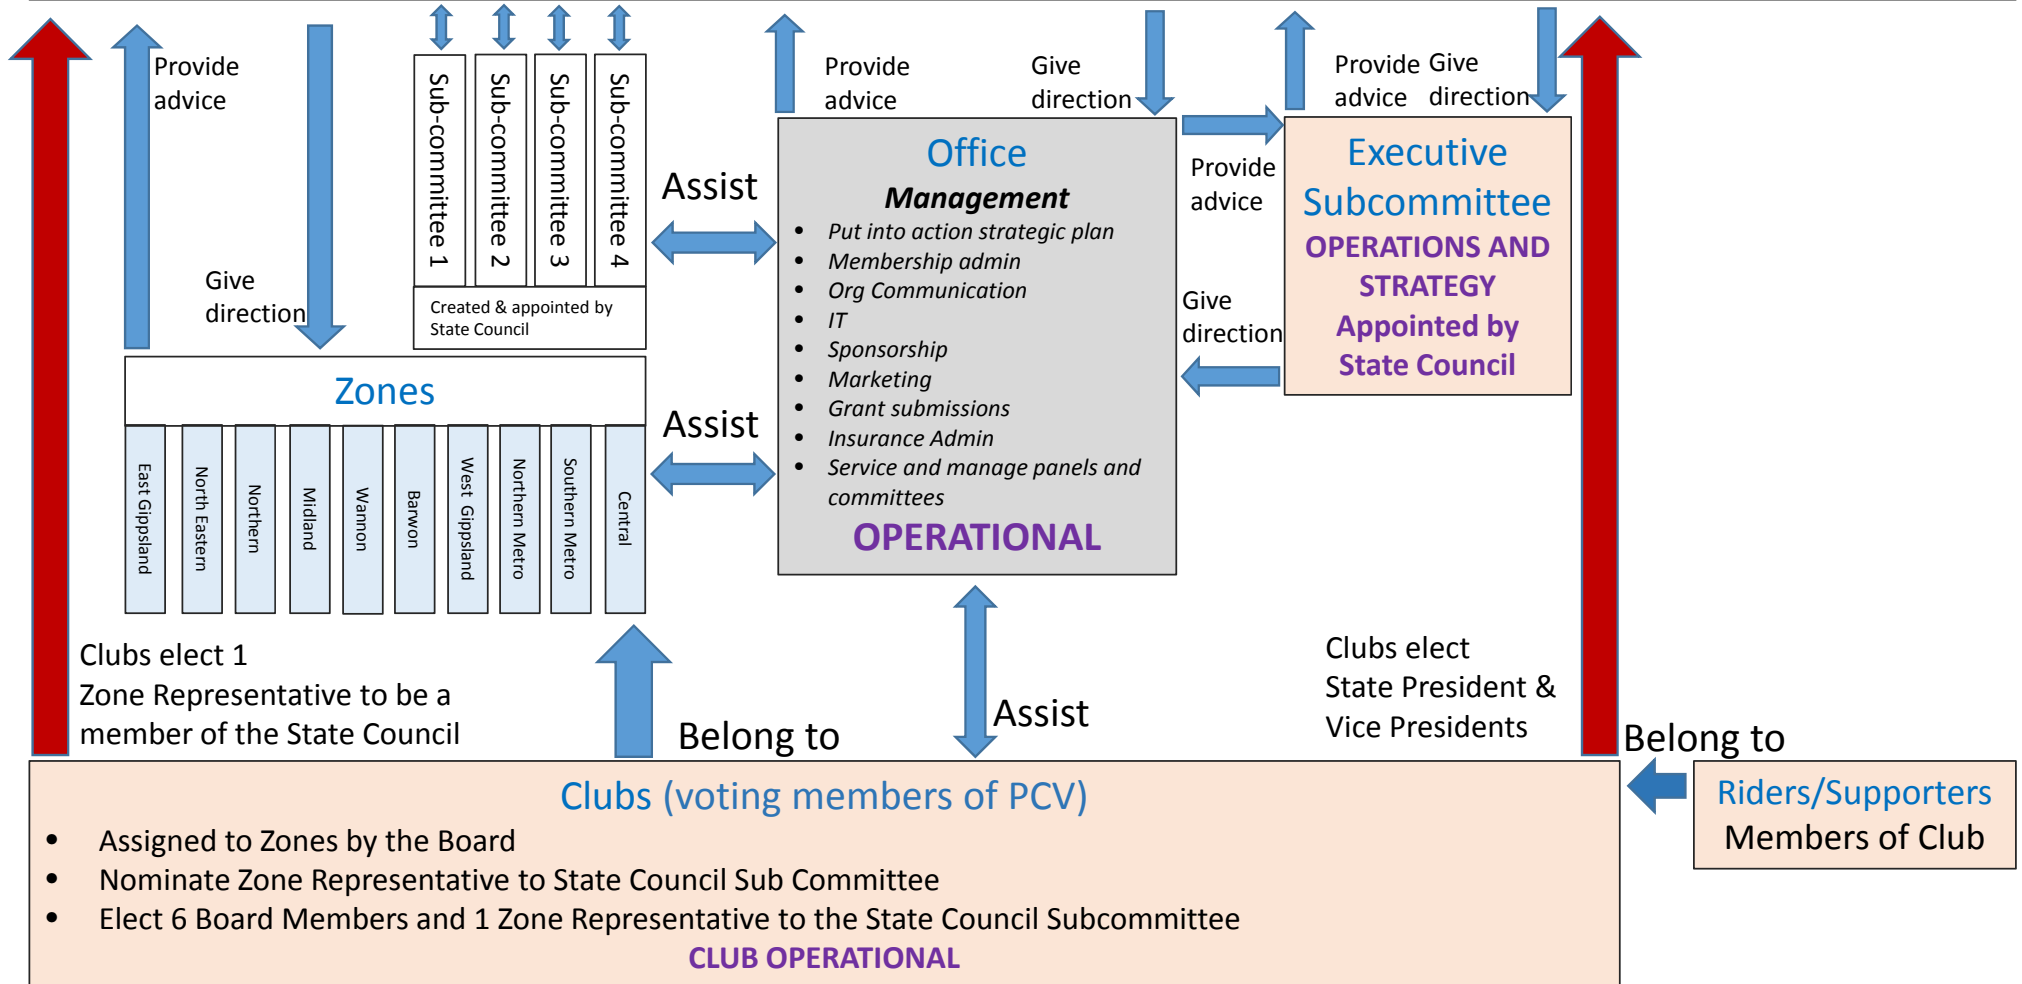 Provide
advice
Give
direction
Sub-committee 1
Sub-committee 2
Sub-committee 3
Sub-committee 4
Created & appointed by
State Council
Assist
Provide
advice
Give
direction
Office
Management
• Put into action strategic plan
• Membership admin
• Org Communication
• IT
• Sponsorship
• Marketing
• Grant submissions
• Insurance Admin
• Service and manage panels and
committees
OPERATIONAL
Provide
advice
Give
direction
Provide
advice
Give
direction
Executive
Subcommittee
OPERATIONS AND
STRATEGY
Appointed by
State Council
Zones
East Gippsland
North Eastern
Northern
Midland
Wannon
Barwon
West Gippsland
Northern Metro
Southern Metro
Central
Assist
Clubs elect 1
Zone Representative to be a
member of the State Council
Belong to
Assist
Clubs elect
State President &
Vice Presidents
Belong to
Riders/Supporters
Members of Club
Clubs (voting members of PCV)
• Assigned to Zones by the Board
• Nominate Zone Representative to State Council Sub Committee
• Elect 6 Board Members and 1 Zone Representative to the State Council Subcommittee
CLUB OPERATIONAL